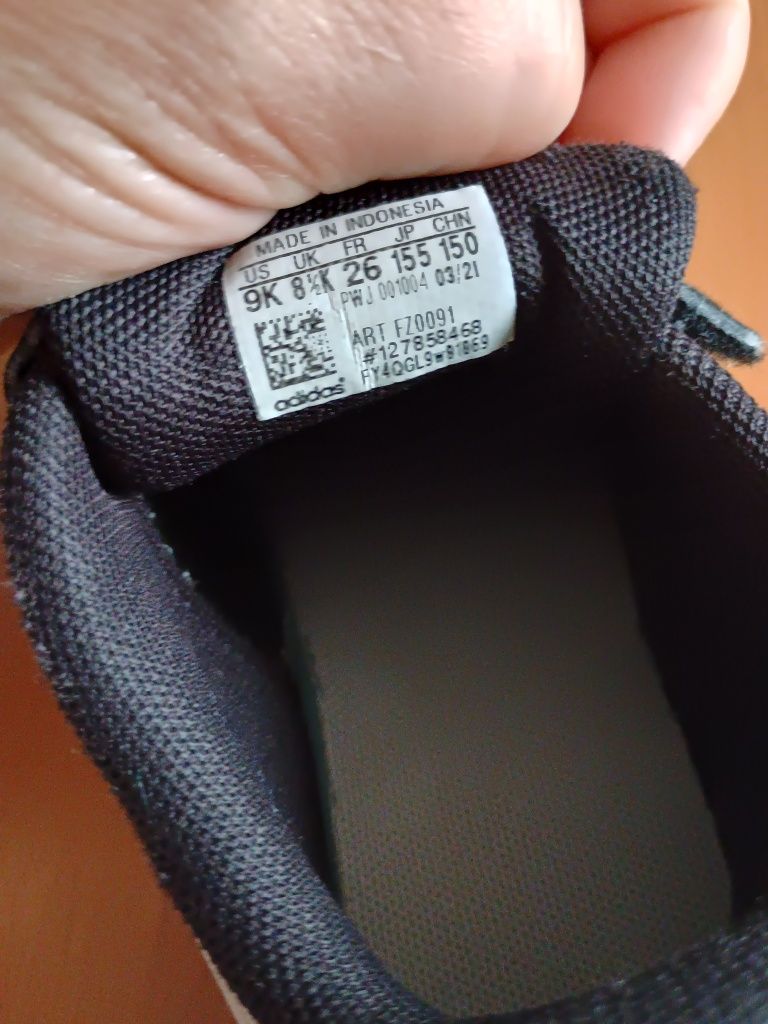 MADE IN INDONESIA
US UK FR JP CHN
9K 8½K 26 155 150
PWJ 001004 03/21
ART FZ0091
#127858468
adidas